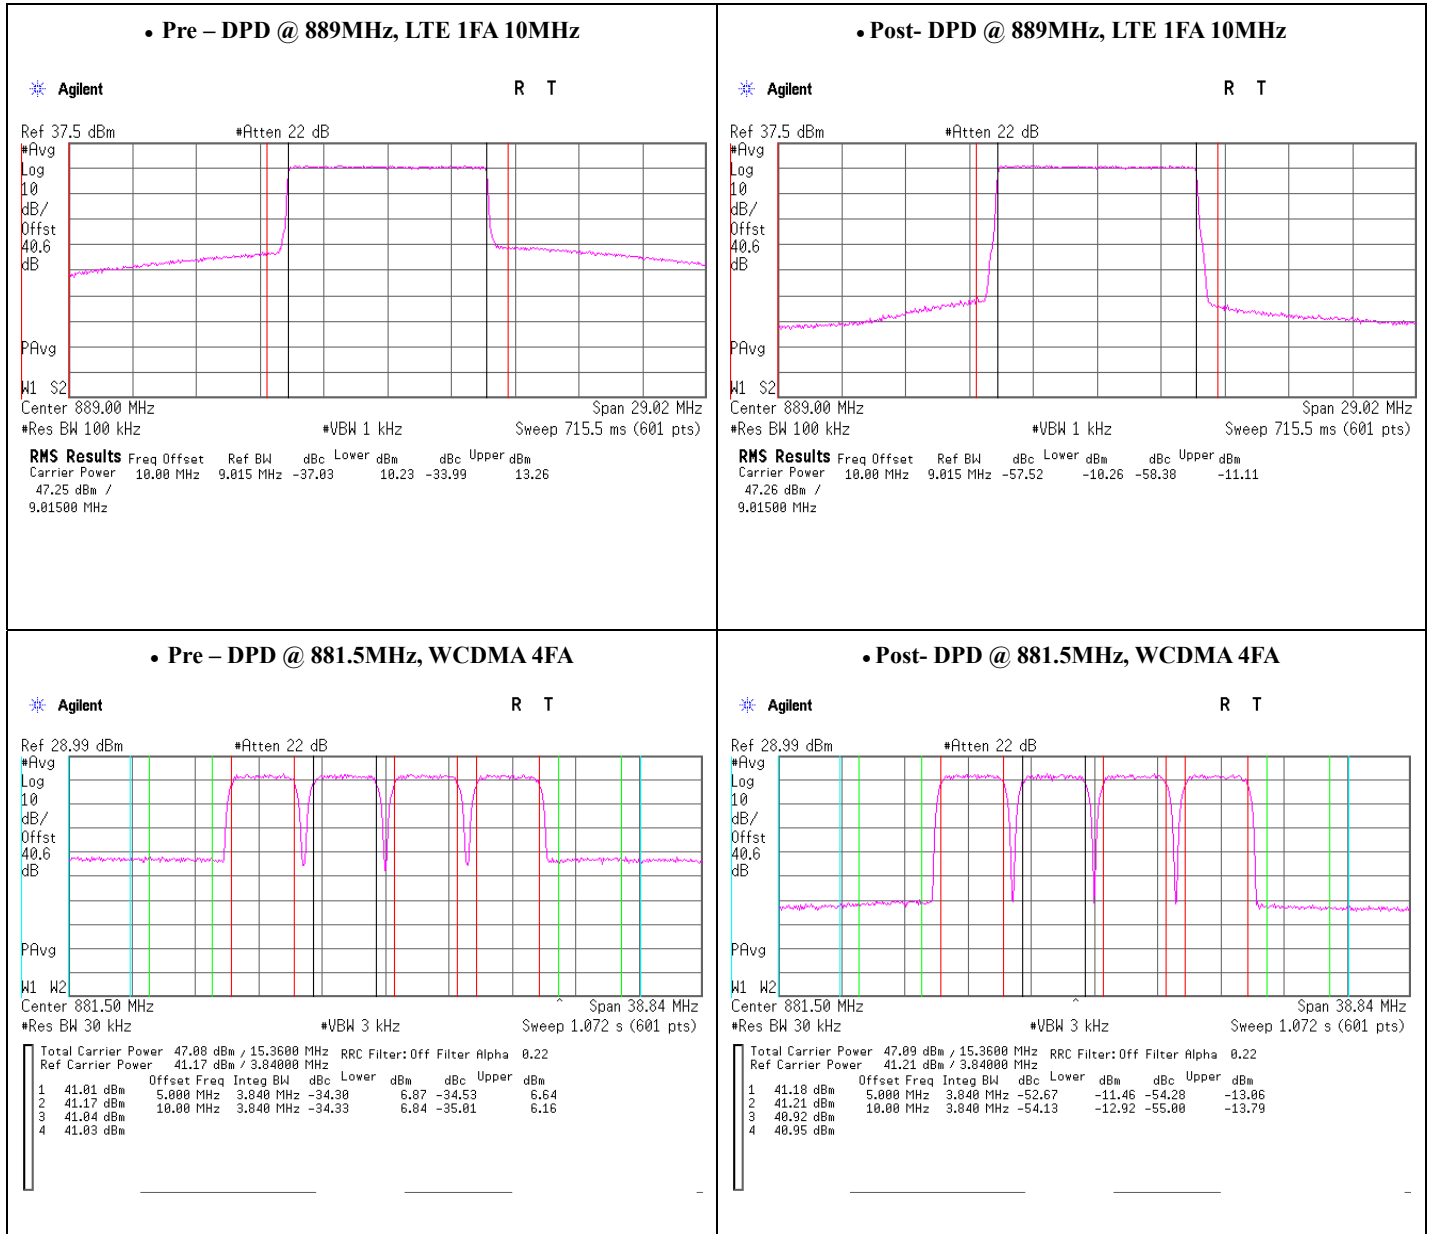 • Pre – DPD @ 889MHz, LTE 1FA 10MHz
Agilent
R T
Ref 37.5 dBm #Atten 22 dB
#Avg
Log
10
dB/
Offst
40.6
dB
PAvg
W1 S2
Center 889.00 MHz Span 29.02 MHz
#Res BW 100 kHz #VBW 1 kHz Sweep 715.5 ms (601 pts)
RMS Results Freq Offset Ref BW dBc Lower dBm dBc Upper dBm
Carrier Power 10.00 MHz 9.015 MHz -37.03 10.23 -33.99 13.26
47.25 dBm /
9.01500 MHz
• Post- DPD @ 889MHz, LTE 1FA 10MHz
Agilent
R T
Ref 37.5 dBm #Atten 22 dB
#Avg
Log
10
dB/
Offst
40.6
dB
PAvg
W1 S2
Center 889.00 MHz Span 29.02 MHz
#Res BW 100 kHz #VBW 1 kHz Sweep 715.5 ms (601 pts)
RMS Results Freq Offset Ref BW dBc Lower dBm dBc Upper dBm
Carrier Power 10.00 MHz 9.015 MHz -57.52 -10.26 -58.38 -11.11
47.26 dBm /
9.01500 MHz
• Pre – DPD @ 881.5MHz, WCDMA 4FA
Agilent
R T
Ref 28.99 dBm #Atten 22 dB
#Avg
Log
10
dB/
Offst
40.6
dB
PAvg
W1 W2
Center 881.50 MHz Span 38.84 MHz
#Res BW 30 kHz #VBW 3 kHz Sweep 1.072 s (601 pts)
Total Carrier Power 47.08 dBm / 15.3600 MHz RRC Filter: Off Filter Alpha 0.22
Ref Carrier Power 41.17 dBm / 3.84000 MHz
Offset Freq Integ BW dBc Lower dBm dBc Upper dBm
1 41.01 dBm 5.000 MHz 3.840 MHz -34.30 6.87 -34.53 6.64
2 41.17 dBm 10.00 MHz 3.840 MHz -34.33 6.84 -35.01 6.16
3 41.04 dBm
4 41.03 dBm
• Post- DPD @ 881.5MHz, WCDMA 4FA
Agilent
R T
Ref 28.99 dBm #Atten 22 dB
#Avg
Log
10
dB/
Offst
40.6
dB
PAvg
W1 W2
Center 881.50 MHz Span 38.84 MHz
#Res BW 30 kHz #VBW 3 kHz Sweep 1.072 s (601 pts)
Total Carrier Power 47.09 dBm / 15.3600 MHz RRC Filter: Off Filter Alpha 0.22
Ref Carrier Power 41.21 dBm / 3.84000 MHz
Offset Freq Integ BW dBc Lower dBm dBc Upper dBm
1 41.18 dBm 5.000 MHz 3.840 MHz -52.67 -11.46 -54.28 -13.06
2 41.21 dBm 10.00 MHz 3.840 MHz -54.13 -12.92 -55.00 -13.79
3 40.92 dBm
4 40.95 dBm